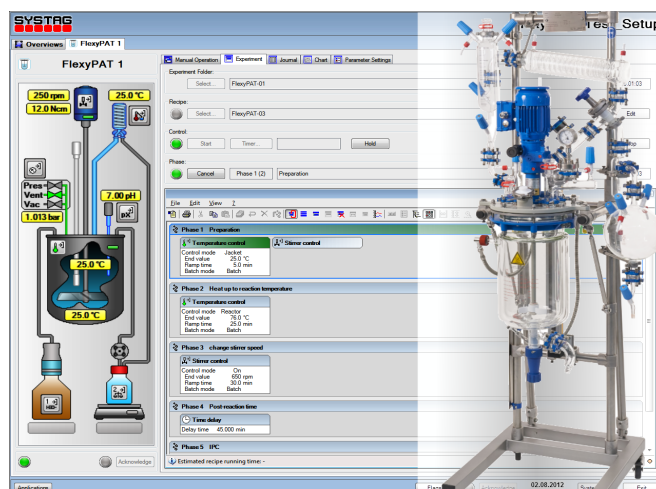 SYSTAG
Test Setup
Overviews FlexyPAT 1
FlexyPAT 1
Manual Operation Experiment Journal Chart Parameter Settings
Experiment Folder:
Select... FlexyPAT-01
Recipe:
Select... FlexyPAT-03 Edit
Control:
Start Timer... Hold
Phase:
Cancel Phase 1 (2) Preparation
250 rpm
12.0 Ncm
25.0 °C
Pres
Vent
Vac
1.013 bar
7.00 pH
pX
25.0 °C
25.0 °C
1
2
File Edit View ?
Phase 1 Preparation
Temperature control Stirrer control
Control mode Jacket
End value 25.0 °C
Ramp time 5.0 min
Batch mode Batch
Phase 2 Heat up to reaction temperature
Temperature control
Control mode Reactor
End value 76.0 °C
Ramp time 25.0 min
Batch mode Batch
Phase 3 change stirrer speed
Stirrer control
Control mode On
End value 650 rpm
Ramp time 30.0 min
Batch mode Batch
Phase 4 Post-reaction time
Time delay
Delay time 45.000 min
Phase 5 IPC
Estimated recipe running time: -
Acknowledge
Applications Acknowledge 02.08.2012 Exit